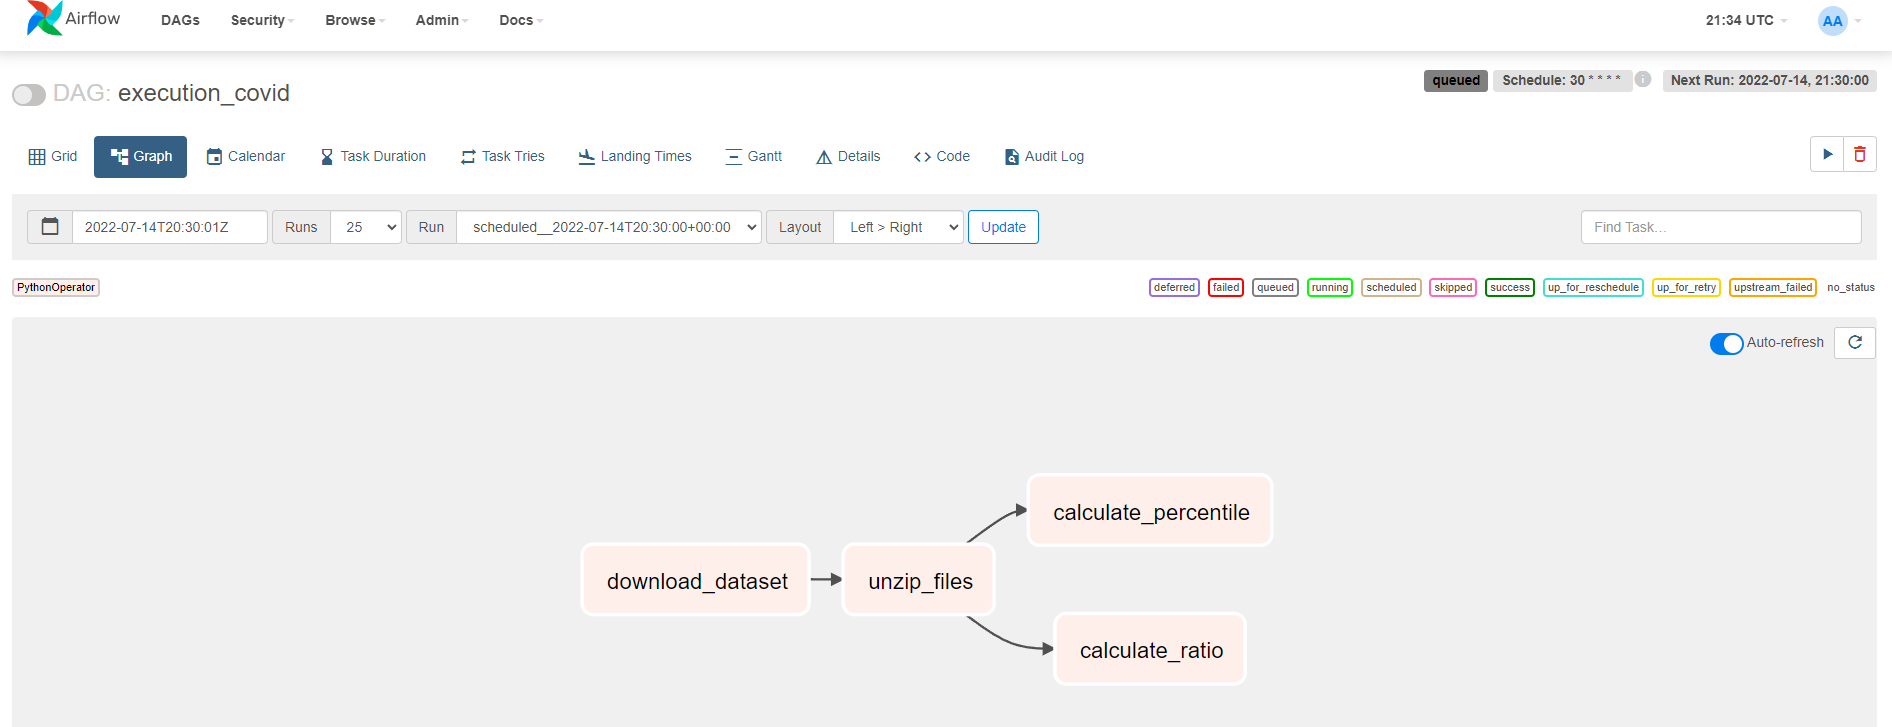 Airflow DAGs Security Browse Admin Docs 21:34 UTC AA
DAG: execution_covid queued Schedule: 30 * * * * i Next Run: 2022-07-14, 21:30:00
Grid Graph Calendar Task Duration Task Tries Landing Times Gantt Details Code Audit Log
2022-07-14T20:30:01Z Runs 25 Run scheduled__2022-07-14T20:30:00+00:00 Layout Left > Right Update Find Task...
PythonOperator deferred failed queued running scheduled skipped success up_for_reschedule up_for_retry upstream_failed no_status
Auto-refresh
calculate_percentile
download_dataset unzip_files
calculate_ratio